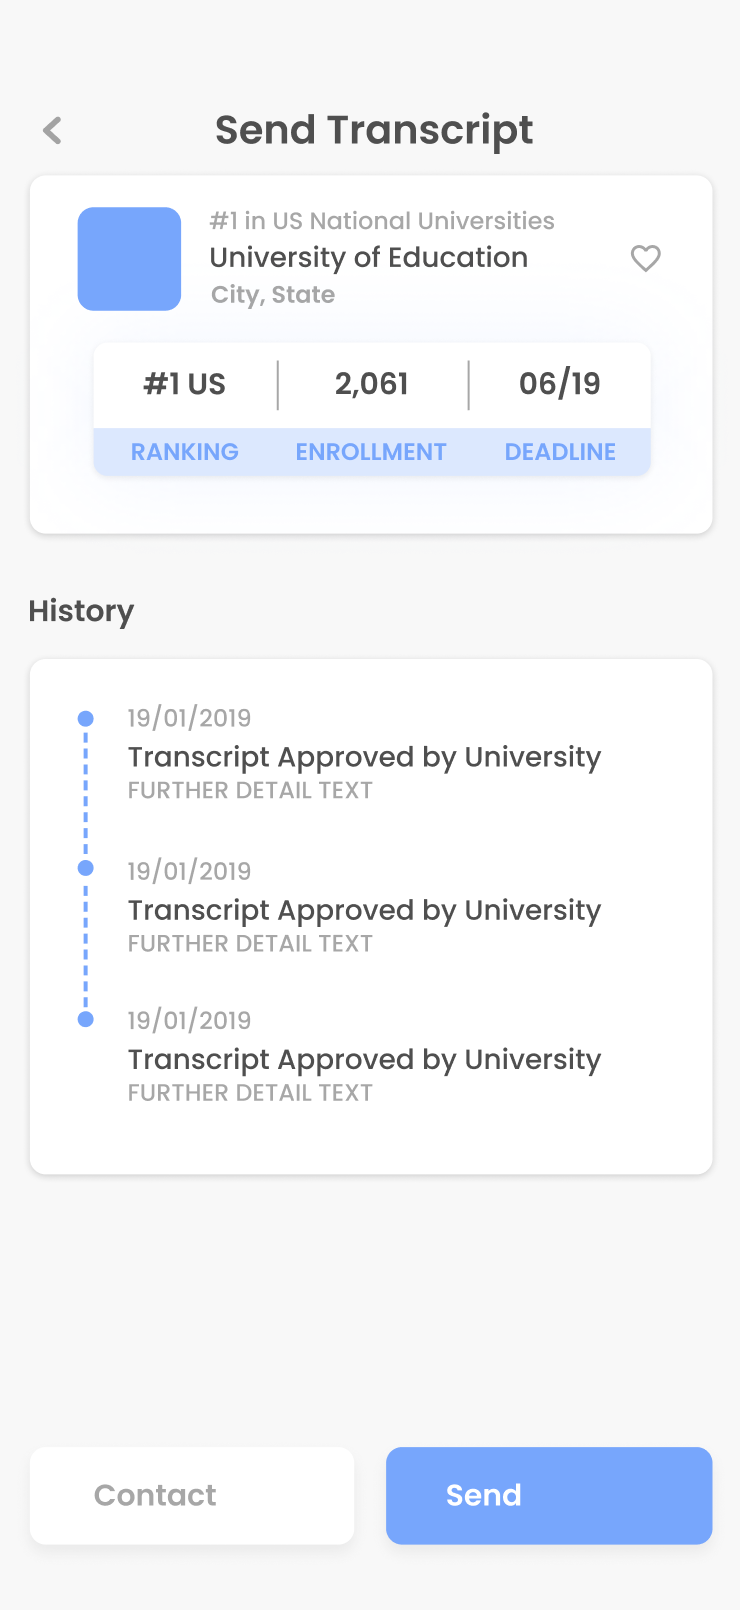 Send Transcript
#1 in US National Universities
University of Education
City, State
#1 US 2,061 06/19
RANKING ENROLLMENT DEADLINE
History
19/01/2019
Transcript Approved by University
FURTHER DETAIL TEXT
19/01/2019
Transcript Approved by University
FURTHER DETAIL TEXT
19/01/2019
Transcript Approved by University
FURTHER DETAIL TEXT
Contact Send